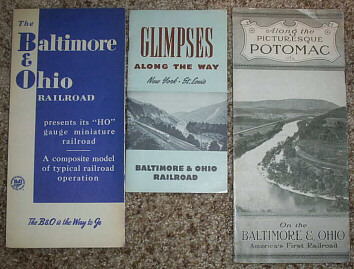 The
Baltimore
& Ohio
RAILROAD
presents its "HO"
gauge miniature
railroad
A composite model
of typical railroad
operation
B&O
The B&O is the Way to Go
GLIMPSES
ALONG THE WAY
New York - St. Louis
BALTIMORE & OHIO
RAILROAD
Along the
PICTURESQUE
POTOMAC
On the
BALTIMORE & OHIO
America's First Railroad